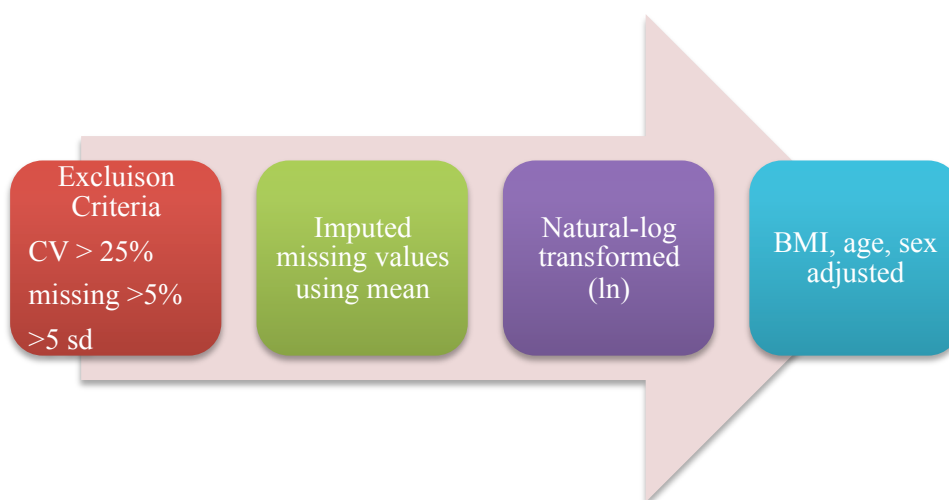 Excluison
Criteria
CV > 25%
missing >5%
>5 sd
Imputed
missing values
using mean
Natural-log
transformed
(ln)
BMI, age, sex
adjusted